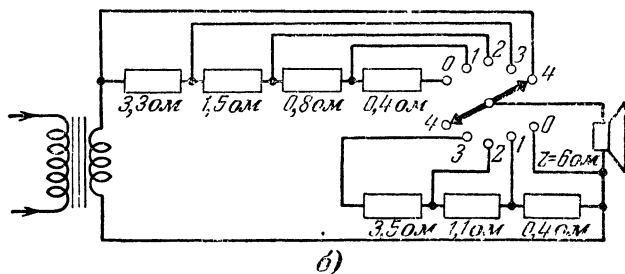 0 1 2 3 4
3,3ом 1,5ом 0,8ом 0,4ом
4 3 2 1 0
z=6ом
3,5ом 1,1ом 0,4ом
б)